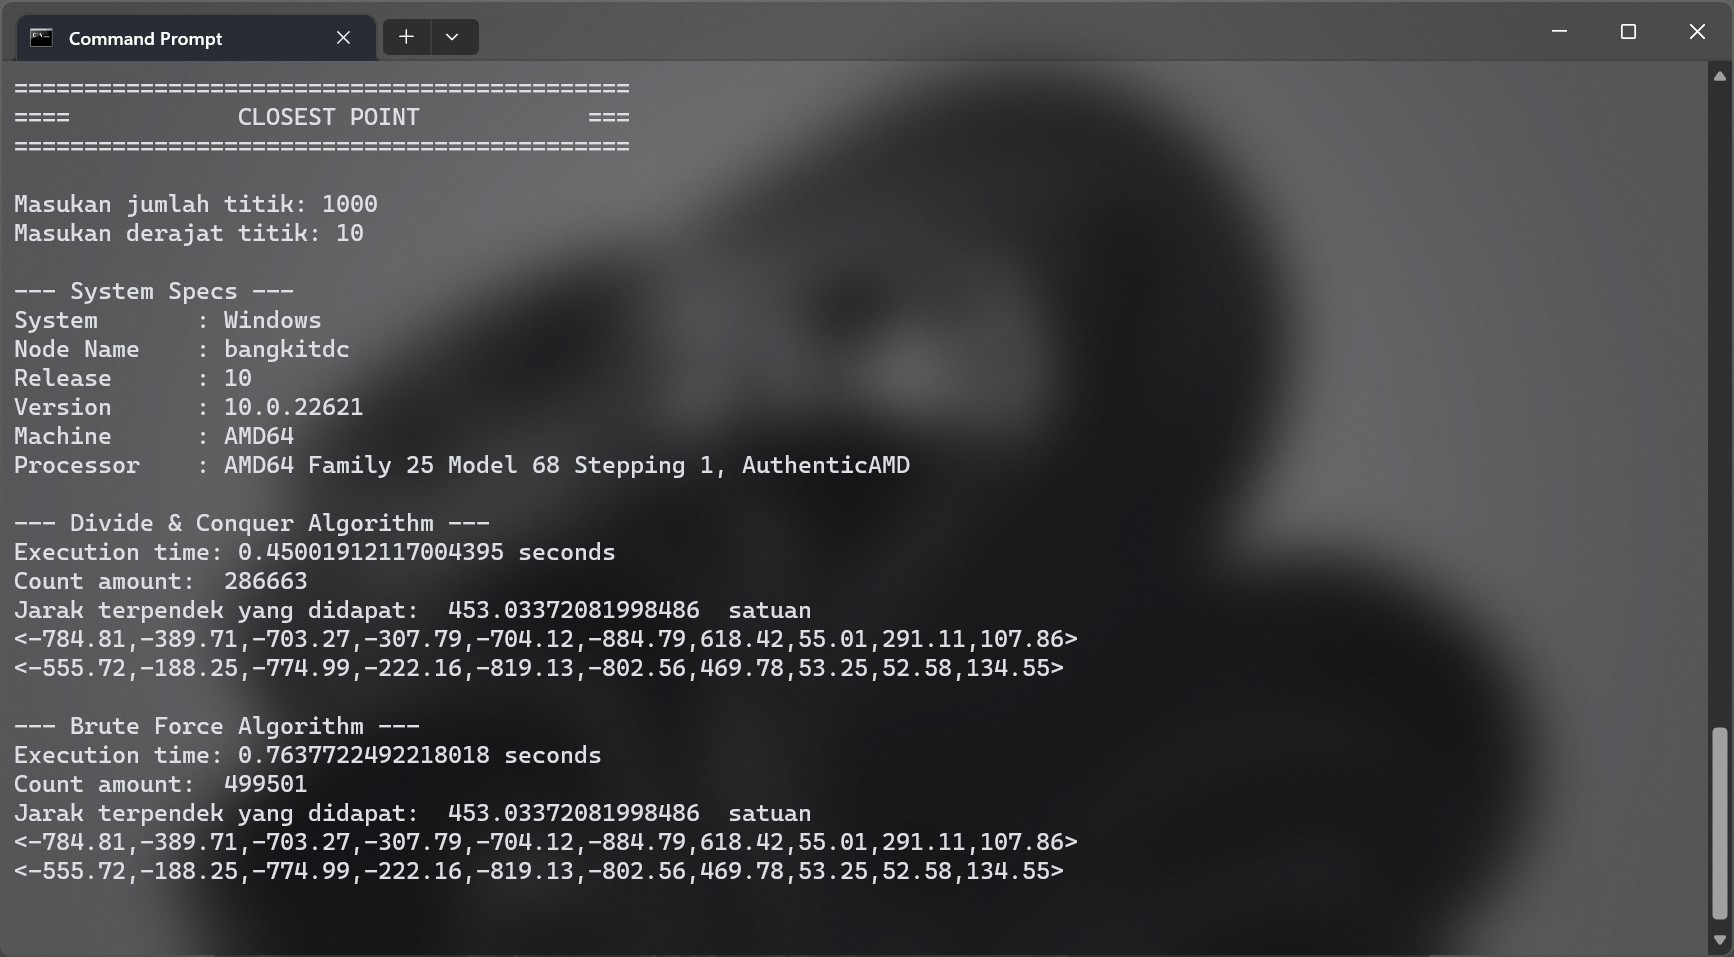 Command Prompt
============================================
====            CLOSEST POINT            ===
============================================
Masukan jumlah titik: 1000
Masukan derajat titik: 10
--- System Specs ---
System       : Windows
Node Name    : bangkitdc
Release      : 10
Version      : 10.0.22621
Machine      : AMD64
Processor    : AMD64 Family 25 Model 68 Stepping 1, AuthenticAMD
--- Divide & Conquer Algorithm ---
Execution time: 0.45001912117004395 seconds
Count amount:  286663
Jarak terpendek yang didapat:  453.03372081998486  satuan
<-784.81,-389.71,-703.27,-307.79,-704.12,-884.79,618.42,55.01,291.11,107.86>
<-555.72,-188.25,-774.99,-222.16,-819.13,-802.56,469.78,53.25,52.58,134.55>
--- Brute Force Algorithm ---
Execution time: 0.7637722492218018 seconds
Count amount:  499501
Jarak terpendek yang didapat:  453.03372081998486  satuan
<-784.81,-389.71,-703.27,-307.79,-704.12,-884.79,618.42,55.01,291.11,107.86>
<-555.72,-188.25,-774.99,-222.16,-819.13,-802.56,469.78,53.25,52.58,134.55>